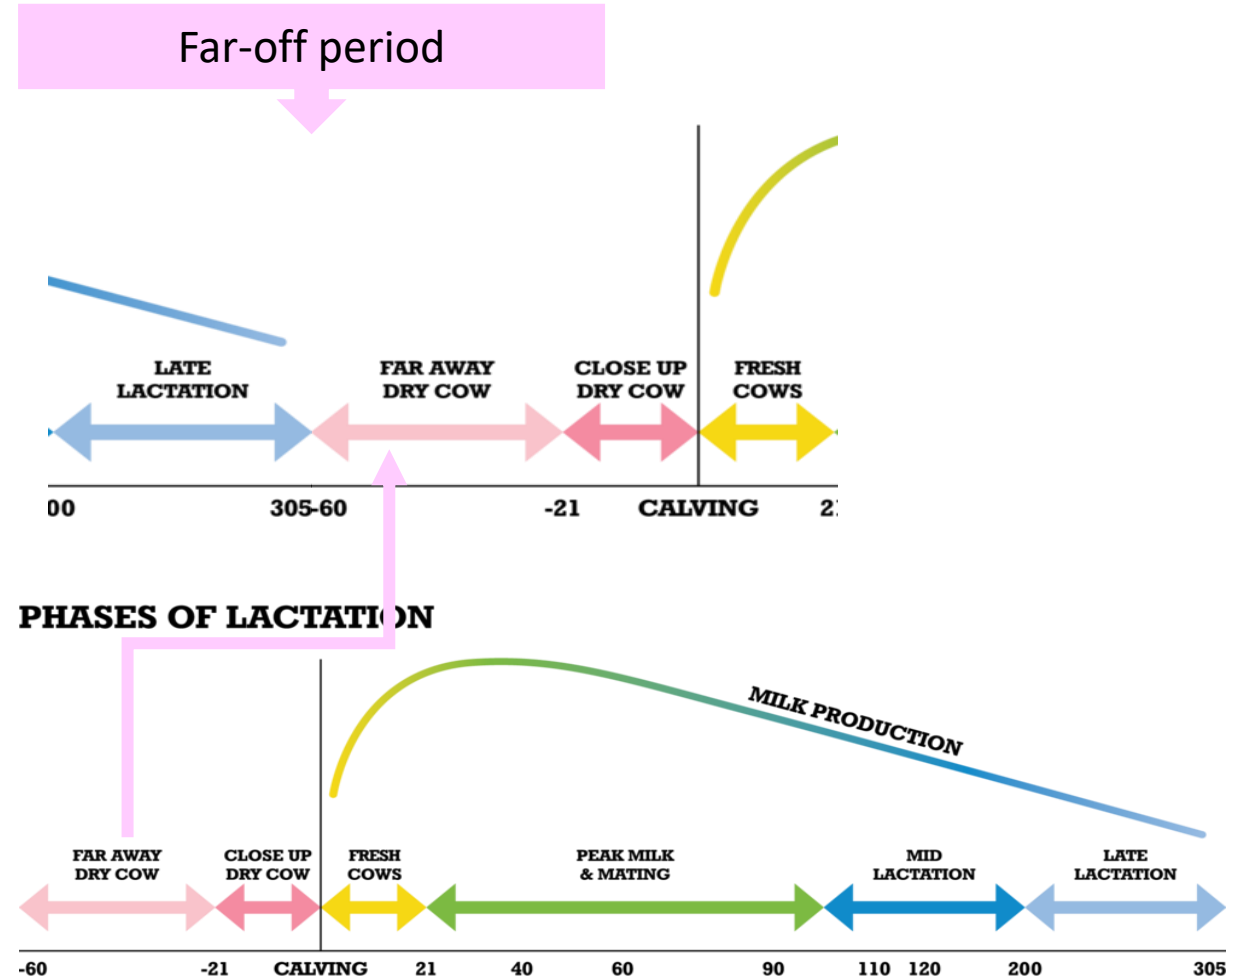 Far-off period
LATE
LACTATION
FAR AWAY
DRY COW
CLOSE UP
DRY COW
FRESH
COWS
00
305-60
-21
CALVING
21
PHASES OF LACTATION
MILK PRODUCTION
FAR AWAY
DRY COW
CLOSE UP
DRY COW
FRESH
COWS
PEAK MILK
& MATING
MID
LACTATION
LATE
LACTATION
-60
-21
CALVING
21
40
60
90
110
120
200
305